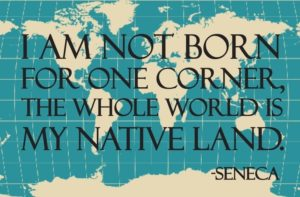 I AM NOT BORN
FOR ONE CORNER,
THE WHOLE WORLD IS
MY NATIVE LAND.
-SENECA